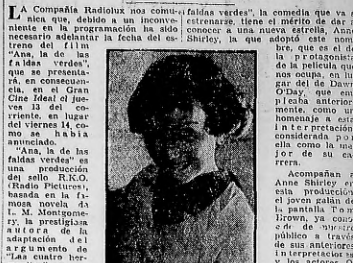 LA Compañía Radiolux nos comuni-
nica que, debido a un inconve-
niente en la programación ha sido
necesario adelantar la fecha del es-
treno del film
"Ana, la de las
faldas verdes",
que se presenta-
rá, en consecuen-
cia, en el Gran
Cine Ideal el jue-
ves 13 del co-
rriente, en lugar
del viernes 14, co-
mo se había
anunciado.
"Ana, la de las
faldas verdes" es
una producción
del sello R.K.O.
(Radio Pictures),
basada en la fa-
mosa novela de
L. M. Montgome-
ry, la prestigiosa
autora de la
adaptación del
argumento de
"Las cuatro her-
faldas verdes", la comedia que va a
estrenarse, tiene el mérito de dar a
conocer a una nueva estrella, Anne
Shirley, la que adoptó este nom-
bre, que es el de
la protagonista
de la película que
nos ocupa, en lu-
gar del de Dawn
O'Day, que em-
pleaba anterior-
mente, como un
homenaje a esta
interpretación
considerada por
ella como la me-
jor de su ca-
rrera.
Acompañan a
Anne Shirley en
esta producción
el joven galán de
la pantalla Tom
Brown, ya cono-
cido de nuestro
público a través
de sus anteriores
interpretaciones
y los actores O.